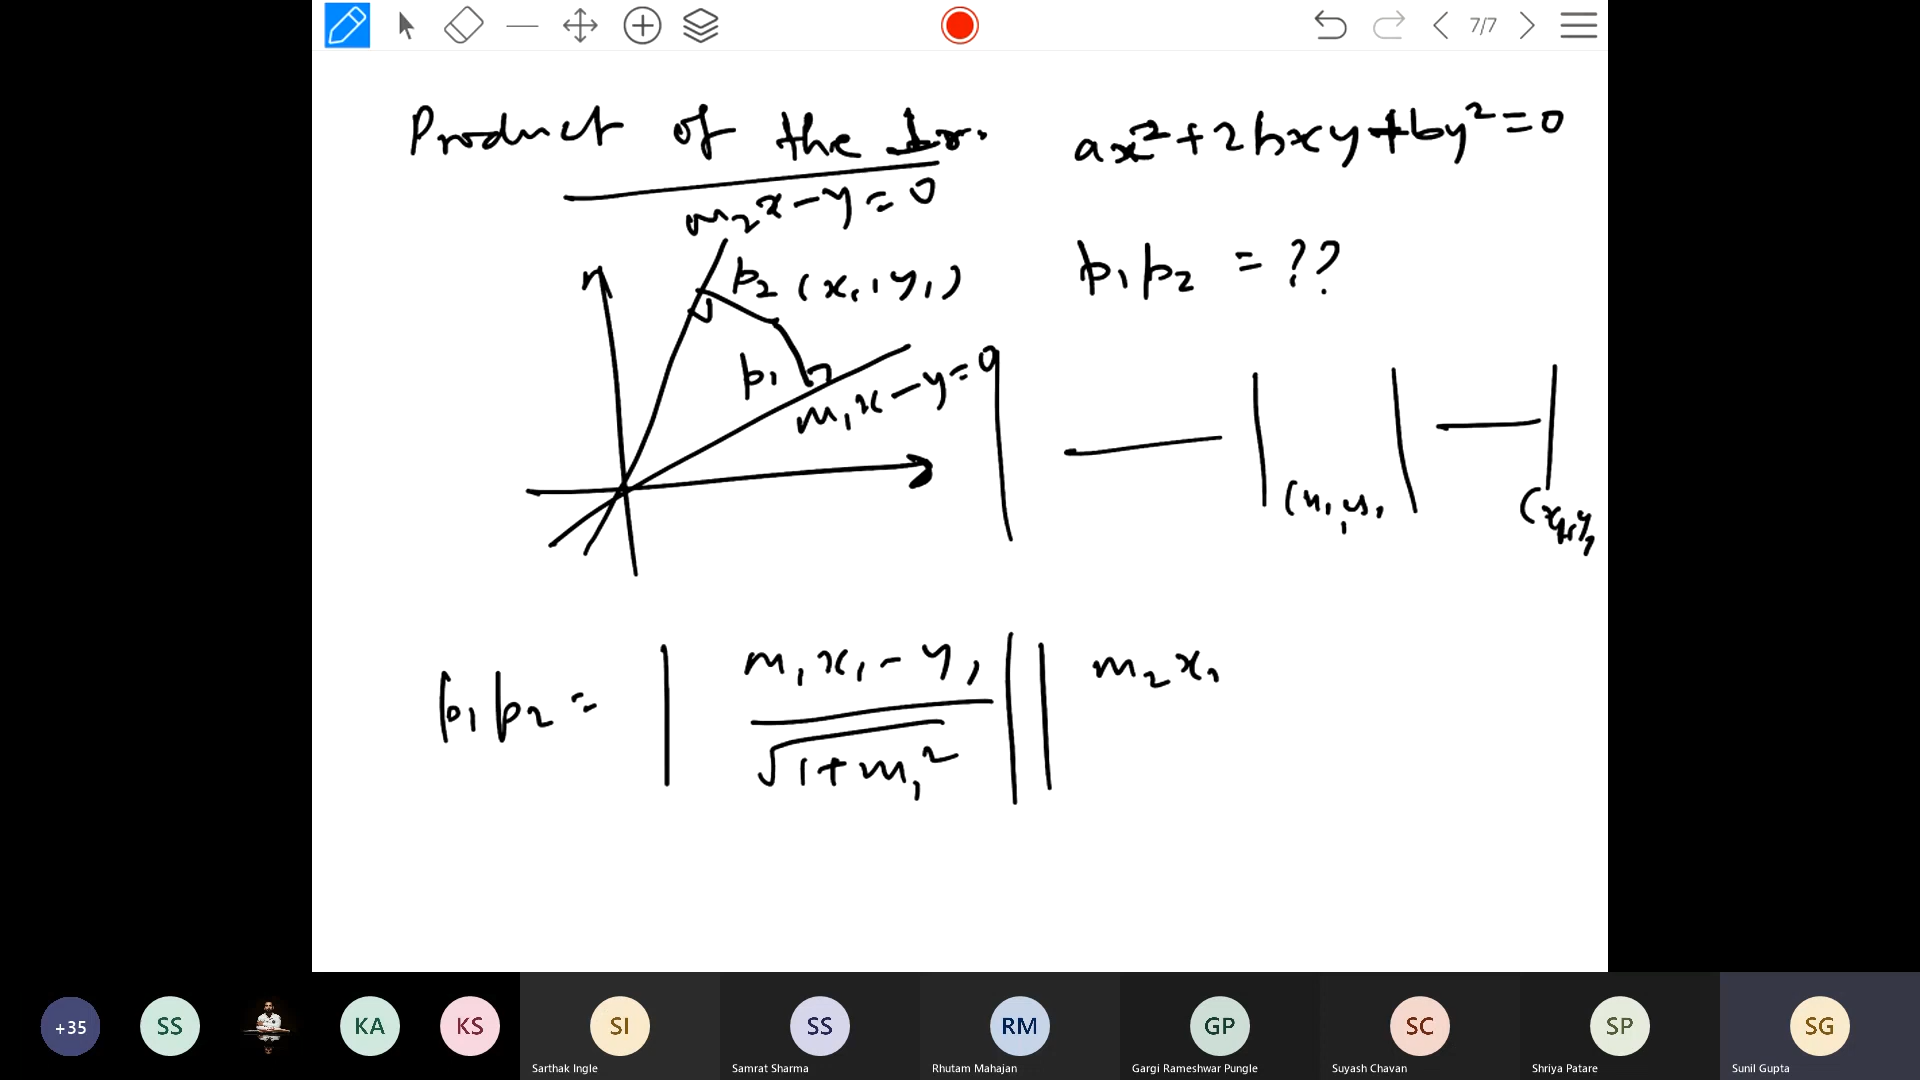 7/7
Product of the ⊥r. ax²+2hxy+by²=0
m₂x-y=0
p₂ (x₁,y₁) p₁p₂ = ??
p₁ m₁x-y=0
(x₁,y₁ (x₁,y₁
p₁p₂ = | m₁x₁-y₁ | | m₂x₁
√1+m₁²
+35 SS KA KS SI SS RM GP SC SP SG
Sarthak Ingle Samrat Sharma Rhutam Mahajan Gargi Rameshwar Pungle Suyash Chavan Shriya Patare Sunil Gupta